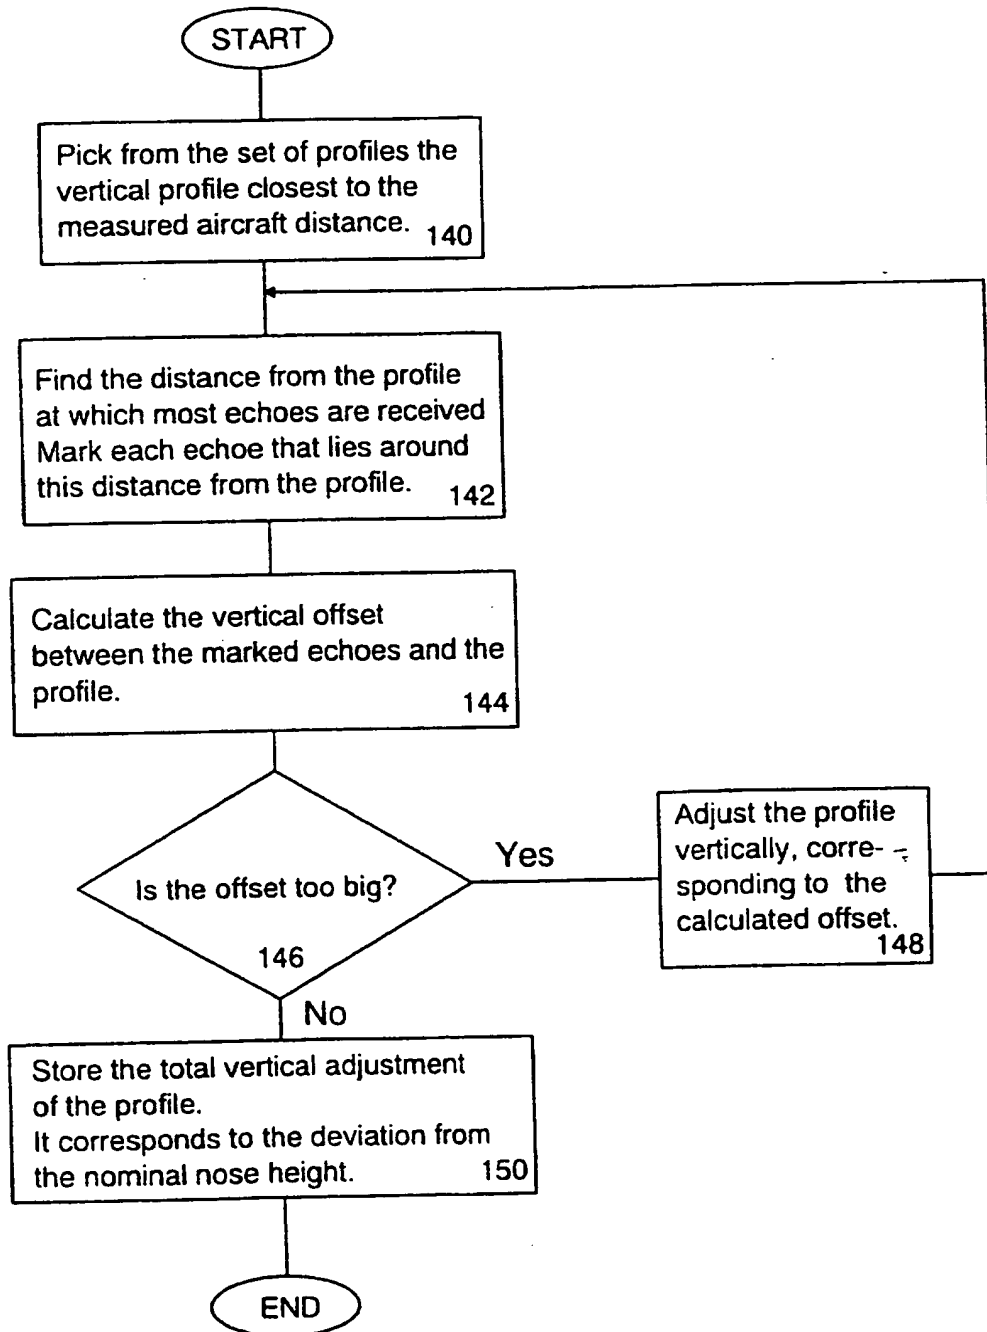 START
Pick from the set of profiles the
vertical profile closest to the
measured aircraft distance.
140
Find the distance from the profile
at which most echoes are received
Mark each echoe that lies around
this distance from the profile.
142
Calculate the vertical offset
between the marked echoes and the
profile.
144
Is the offset too big?
146
Yes
Adjust the profile
vertically, corre-
sponding to the
calculated offset.
148
No
Store the total vertical adjustment
of the profile.
It corresponds to the deviation from
the nominal nose height.
150
END